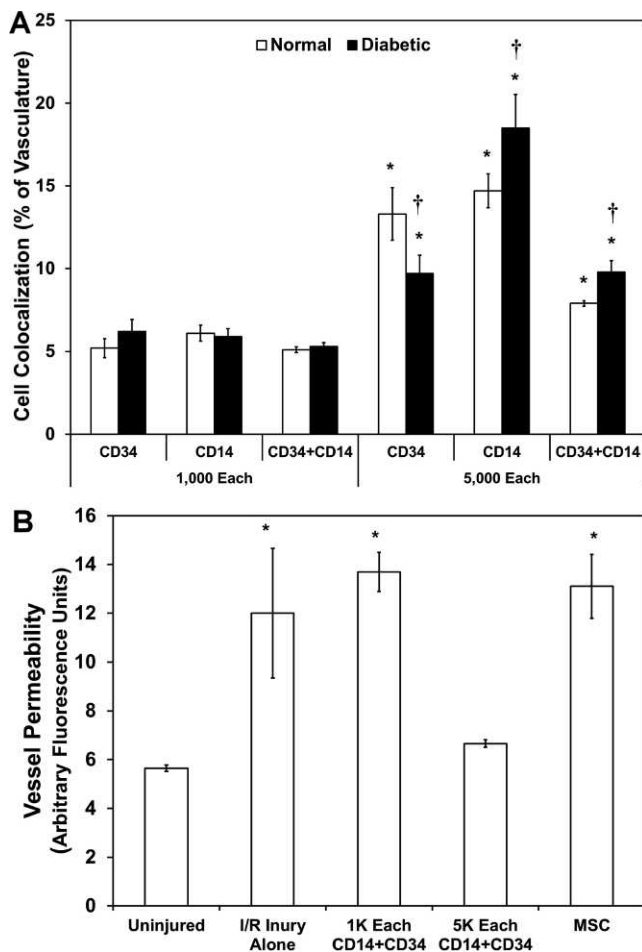 A
Cell Colocalization (% of Vasculature)
25
20
15
10
5
0
Normal
Diabetic
*
†
*
*
†
*
*
†
*
CD34
CD14
CD34+CD14
CD34
CD14
CD34+CD14
1,000 Each
5,000 Each
B
Vessel Permeability
(Arbitrary Fluorescence Units)
16
14
12
10
8
6
4
2
0
*
*
*
Uninjured
I/R Inury
Alone
1K Each
CD14+CD34
5K Each
CD14+CD34
MSC